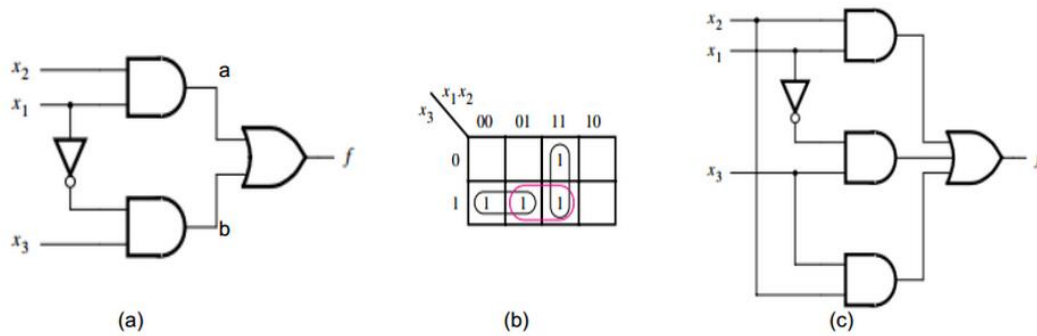 x₂
x₁
x₃
a
b
f
(a)
x₁x₂
x₃
00 01 11 10
0 1
1 1 1 1
(b)
x₂
x₁
x₃
(c)